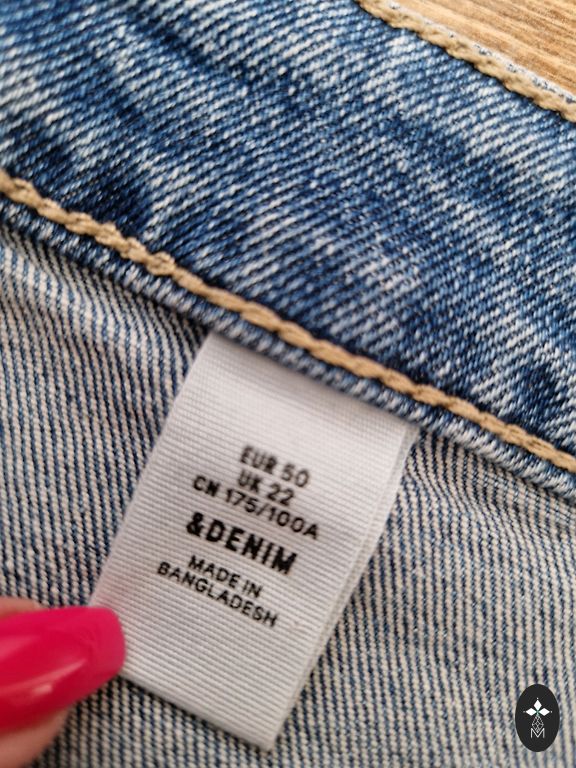 EUR 50
UK 22
CN 175/100A
&DENIM
MADE IN
BANGLADESH